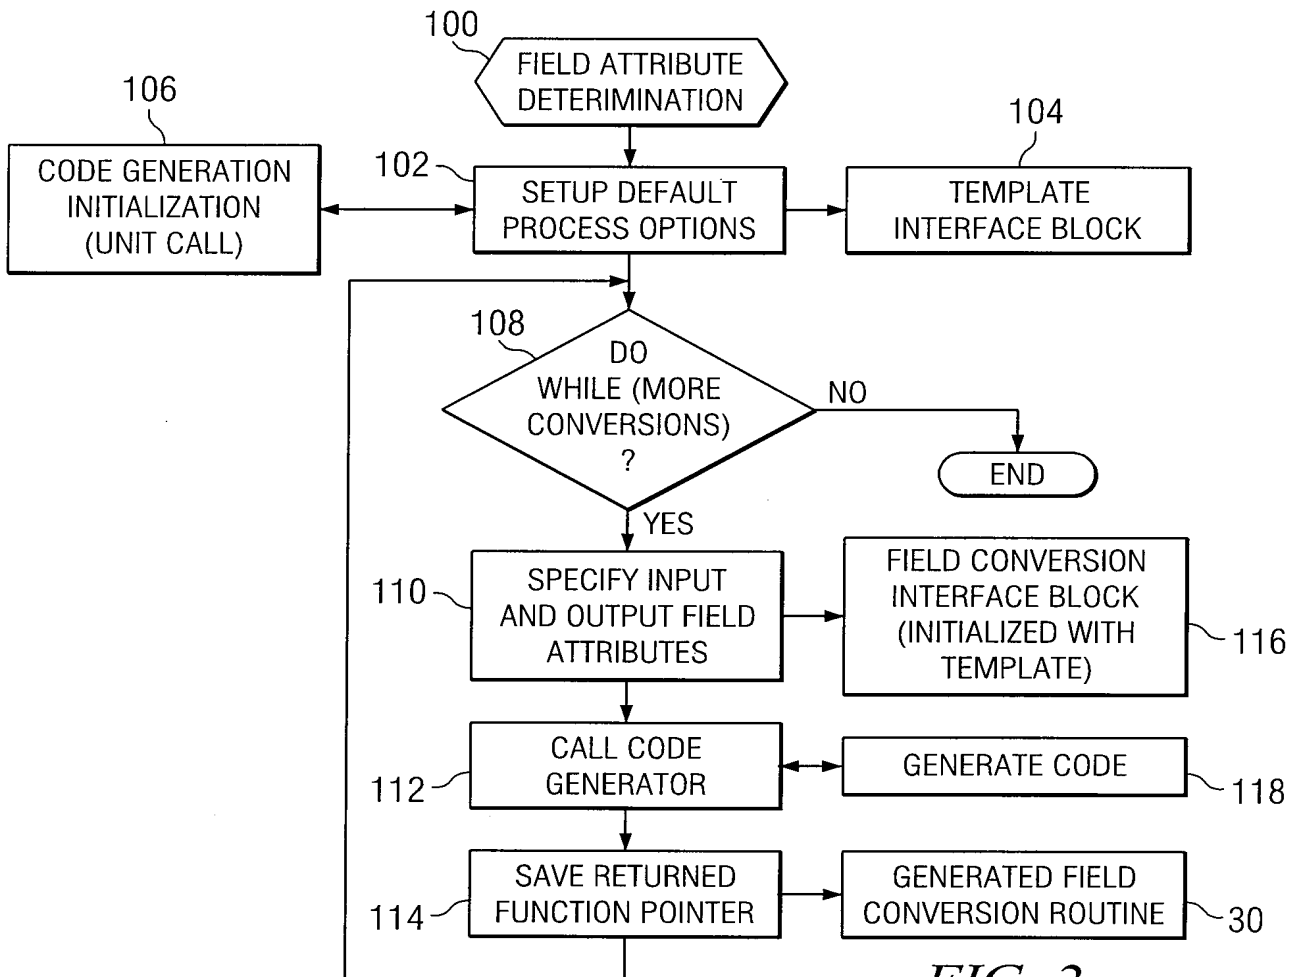 100
FIELD ATTRIBUTE
DETERIMINATION
106
CODE GENERATION
INITIALIZATION
(UNIT CALL)
102
SETUP DEFAULT
PROCESS OPTIONS
104
TEMPLATE
INTERFACE BLOCK
108
DO
WHILE (MORE
CONVERSIONS)
?
NO
END
YES
110
SPECIFY INPUT
AND OUTPUT FIELD
ATTRIBUTES
FIELD CONVERSION
INTERFACE BLOCK
(INITIALIZED WITH
TEMPLATE)
116
112
CALL CODE
GENERATOR
GENERATE CODE
118
114
SAVE RETURNED
FUNCTION POINTER
GENERATED FIELD
CONVERSION ROUTINE
30